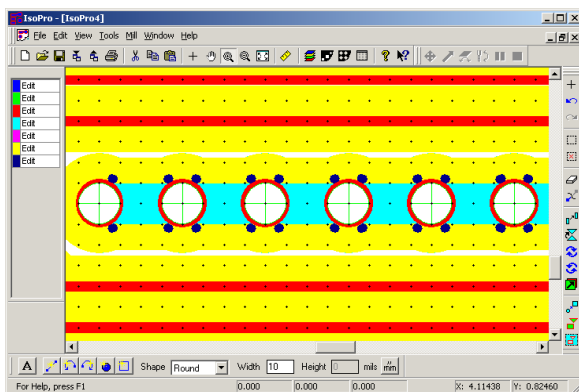 IsoPro - [IsoPro4]
File Edit View Tools Mill Window Help
Edit
Edit
Edit
Edit
Edit
Edit
Edit
A Shape Round Width 10 Height 0 mils mm
For Help, press F1 0.000 0.000 0.000 X: 4.11438 Y: 0.82460